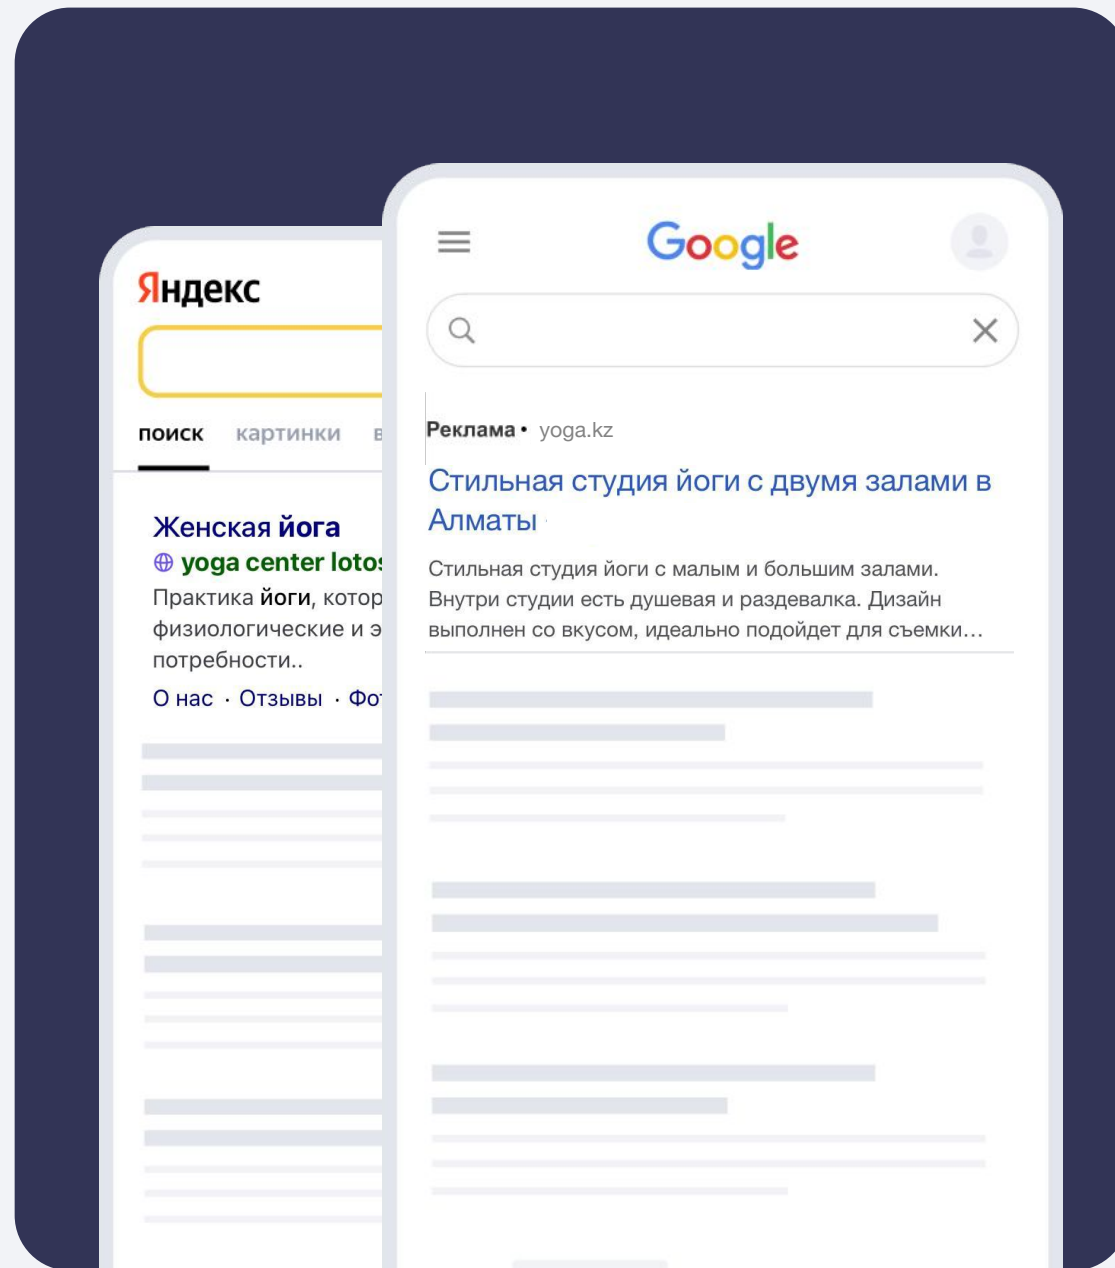 Яндекс
поиск картинки
Женская йога
yoga center lotos
Практика йоги, котор
физиологические и э
потребности..
О нас · Отзывы · Фот
Google
Реклама • yoga.kz
Стильная студия йоги с двумя залами в
Алматы
Стильная студия йоги с малым и большим залами.
Внутри студии есть душевая и раздевалка. Дизайн
выполнен со вкусом, идеально подойдет для съемки...